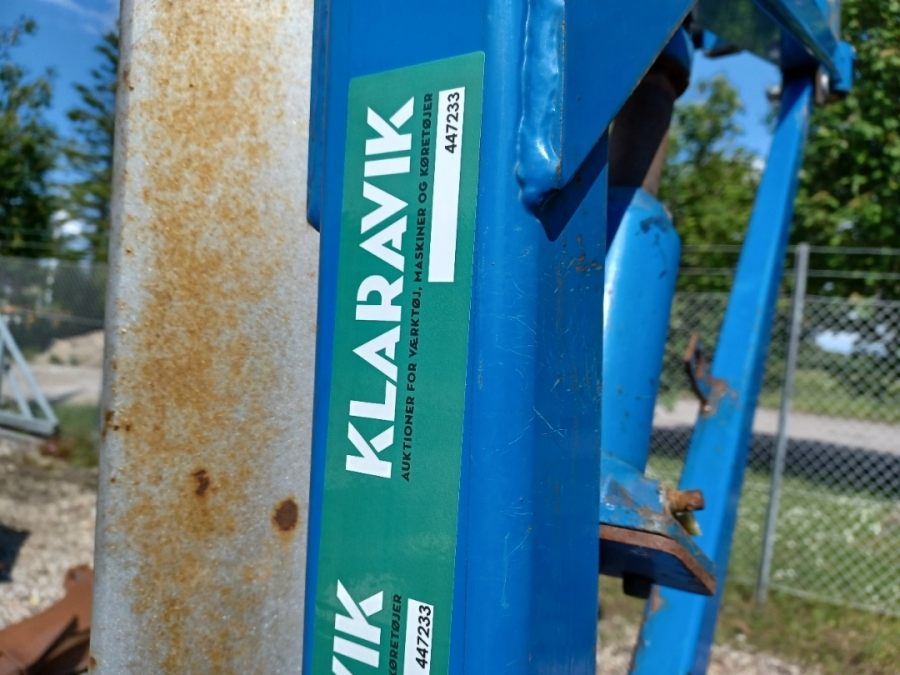 KLARAVIK
AUKTIONER FOR VÆRKTØJ, MASKINER OG KØRETØJER
447233
VIK
KØRETØJER
447233